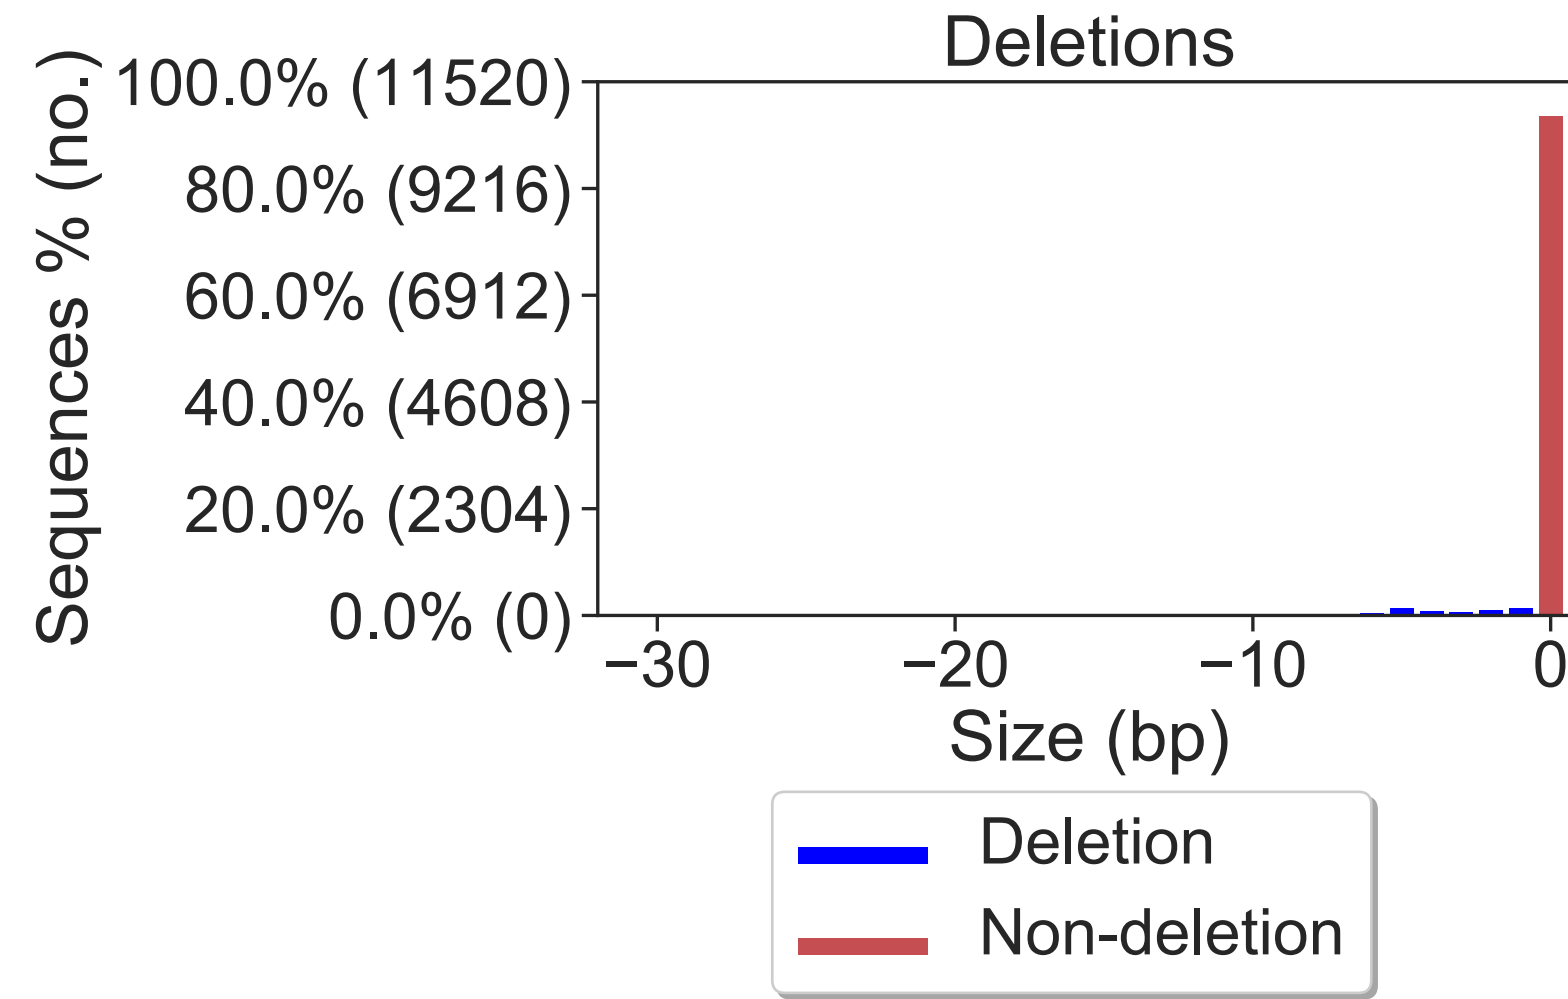 Deletions
Sequences % (no.)
100.0% (11520)
80.0% (9216)
60.0% (6912)
40.0% (4608)
20.0% (2304)
0.0% (0)
−30 −20 −10 0
Size (bp)
Deletion
Non-deletion